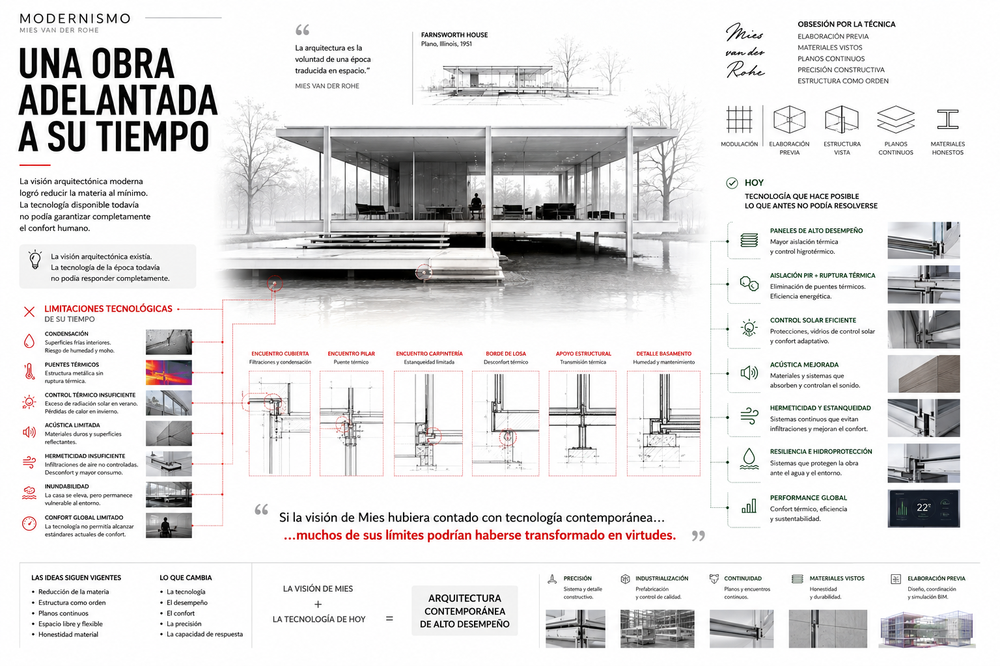 MODERNISMO
MIES VAN DER ROHE
UNA OBRA
ADELANTADA
A SU TIEMPO
La visión arquitectónica moderna
logró reducir la materia al mínimo.
La tecnología disponible todavía
no podía garantizar completamente
el confort humano.
La visión arquitectónica existía.
La tecnología de la época todavía
no podia responder completamente.
“
La arquitectura es la
voluntad de una época
traducida en espacio.”
MIES VAN DER ROHE
FARNSWORTH HOUSE
Plano, Illinois, 1951
Mies
van der
Rohe
OBSESIÓN POR LA TÉCNICA
ELABORACIÓN PREVIA
MATERIALES VISTOS
PLANOS CONTINUOS
PRECISIÓN CONSTRUCTIVA
ESTRUCTURA COMO ORDEN
MODULACIÓN
ELABORACIÓN
PREVIA
ESTRUCTURA
VISTA
PLANOS
CONTINUOS
MATERIALES
HONESTOS
LIMITACIONES TECNOLÓGICAS
DE SU TIEMPO
CONDENSACIÓN
Superficies frías interiores.
Riesgo de humedad y moho.
PUENTES TÉRMICOS
Estructura metálica sin
ruptura térmica.
CONTROL TÉRMICO INSUFICIENTE
Exceso de radiación solar en verano.
Pérdidas de calor en invierno.
ACÚSTICA LIMITADA
Materiales duros y superficies
reflectantes.
HERMETICIDAD INSUFICIENTE
Infiltraciones de aire no controladas.
Desconfort y mayor consumo.
INUNDABILIDAD
La casa se eleva, pero permanece
vulnerable al entorno.
CONFORT GLOBAL LIMITADO
La tecnología no permitía alcanzar
estándares actuales de confort.
ENCUENTRO CUBIERTA
Filtraciones y condensación
ENCUENTRO PILAR
Puente térmico
ENCUENTRO CARPINTERÍA
Estanqueidad limitada
BORDE DE LOSA
Desconfort térmico
APOYO ESTRUCTURAL
Transmisión térmica
DETALLE BASAMENTO
Humedad y mantenimiento
HOY
TECNOLOGÍA QUE HACE POSIBLE
LO QUE ANTES NO PODÍA RESOLVERSE
PANELES DE ALTO DESEMPEÑO
Mayor aislación térmica
y control higrotérmico.
AISLACIÓN PIR + RUPTURA TÉRMICA
Eliminación de puentes térmicos.
Eficiencia energética.
CONTROL SOLAR EFICIENTE
Protecciones, vidrios de control solar
y confort adaptativo.
ACÚSTICA MEJORADA
Materiales y sistemas que
absorben y controlan el sonido.
HERMETICIDAD Y ESTANQUEIDAD
Sistemas continuos que evitan
infiltraciones y mejoran el confort.
RESILIENCIA E HIDROPROTECCIÓN
Sistemas que protegen la obra
ante el agua y el entorno.
PERFORMANCE GLOBAL
Confort térmico, eficiencia
y sustentabilidad.
22°
“ Si la visión de Mies hubiera contado con tecnología contemporánea...
...muchos de sus límites podrían haberse transformado en virtudes. ”
LAS IDEAS SIGUEN VIGENTES
• Reducción de la materia
• Estructura como orden
• Planos continuos
• Espacio libre y flexible
• Honestidad material
LO QUE CAMBIA
• La tecnología
• El desempeño
• El confort
• La precisión
• La capacidad de respuesta
LA VISIÓN DE MIES
+
LA TECNOLOGÍA DE HOY
=
ARQUITECTURA
CONTEMPORÁNEA
DE ALTO DESEMPEÑO
PRECISIÓN
Sistema y detalle
constructivo.
INDUSTRIALIZACIÓN
Prefabricación
y control de calidad.
CONTINUIDAD
Planos y encuentros
continuos.
MATERIALES VISTOS
Honestidad
y durabilidad.
ELABORACIÓN PREVIA
Diseño, coordinación
y simulación BIM.